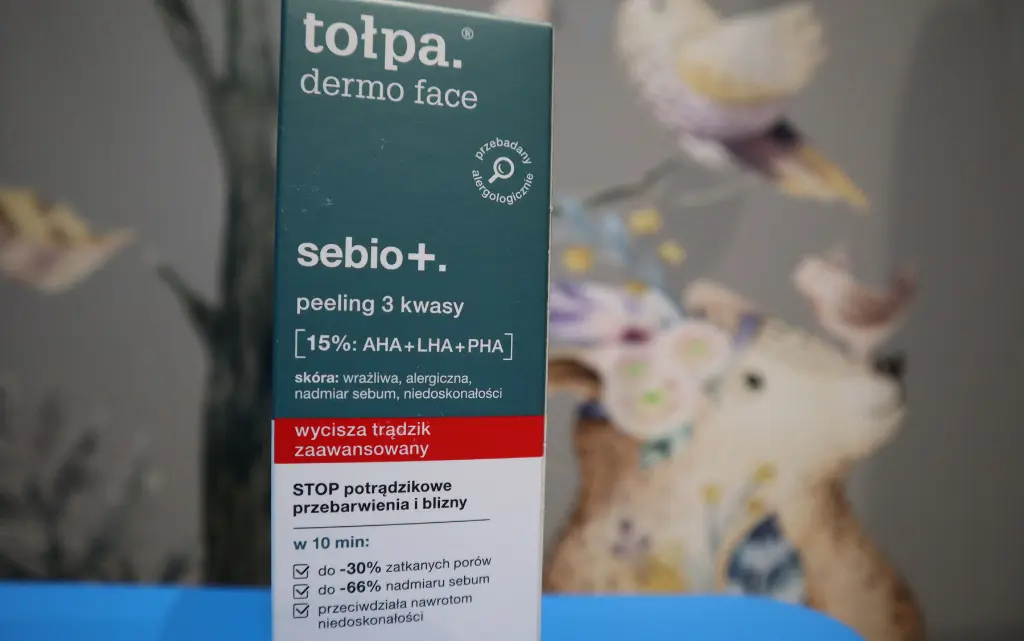 tołpa.®
dermo face
przebadany
alergologicznie
sebio+.
peeling 3 kwasy
[15%: AHA+LHA+PHA]
skóra: wrażliwa, alergiczna,
nadmiar sebum, niedoskonałości
wycisza trądzik
zaawansowany
STOP potrądzikowe
przebarwienia i blizny
w 10 min:
do -30% zatkanych porów
do -66% nadmiaru sebum
przeciwdziała nawrotom
niedoskonałości